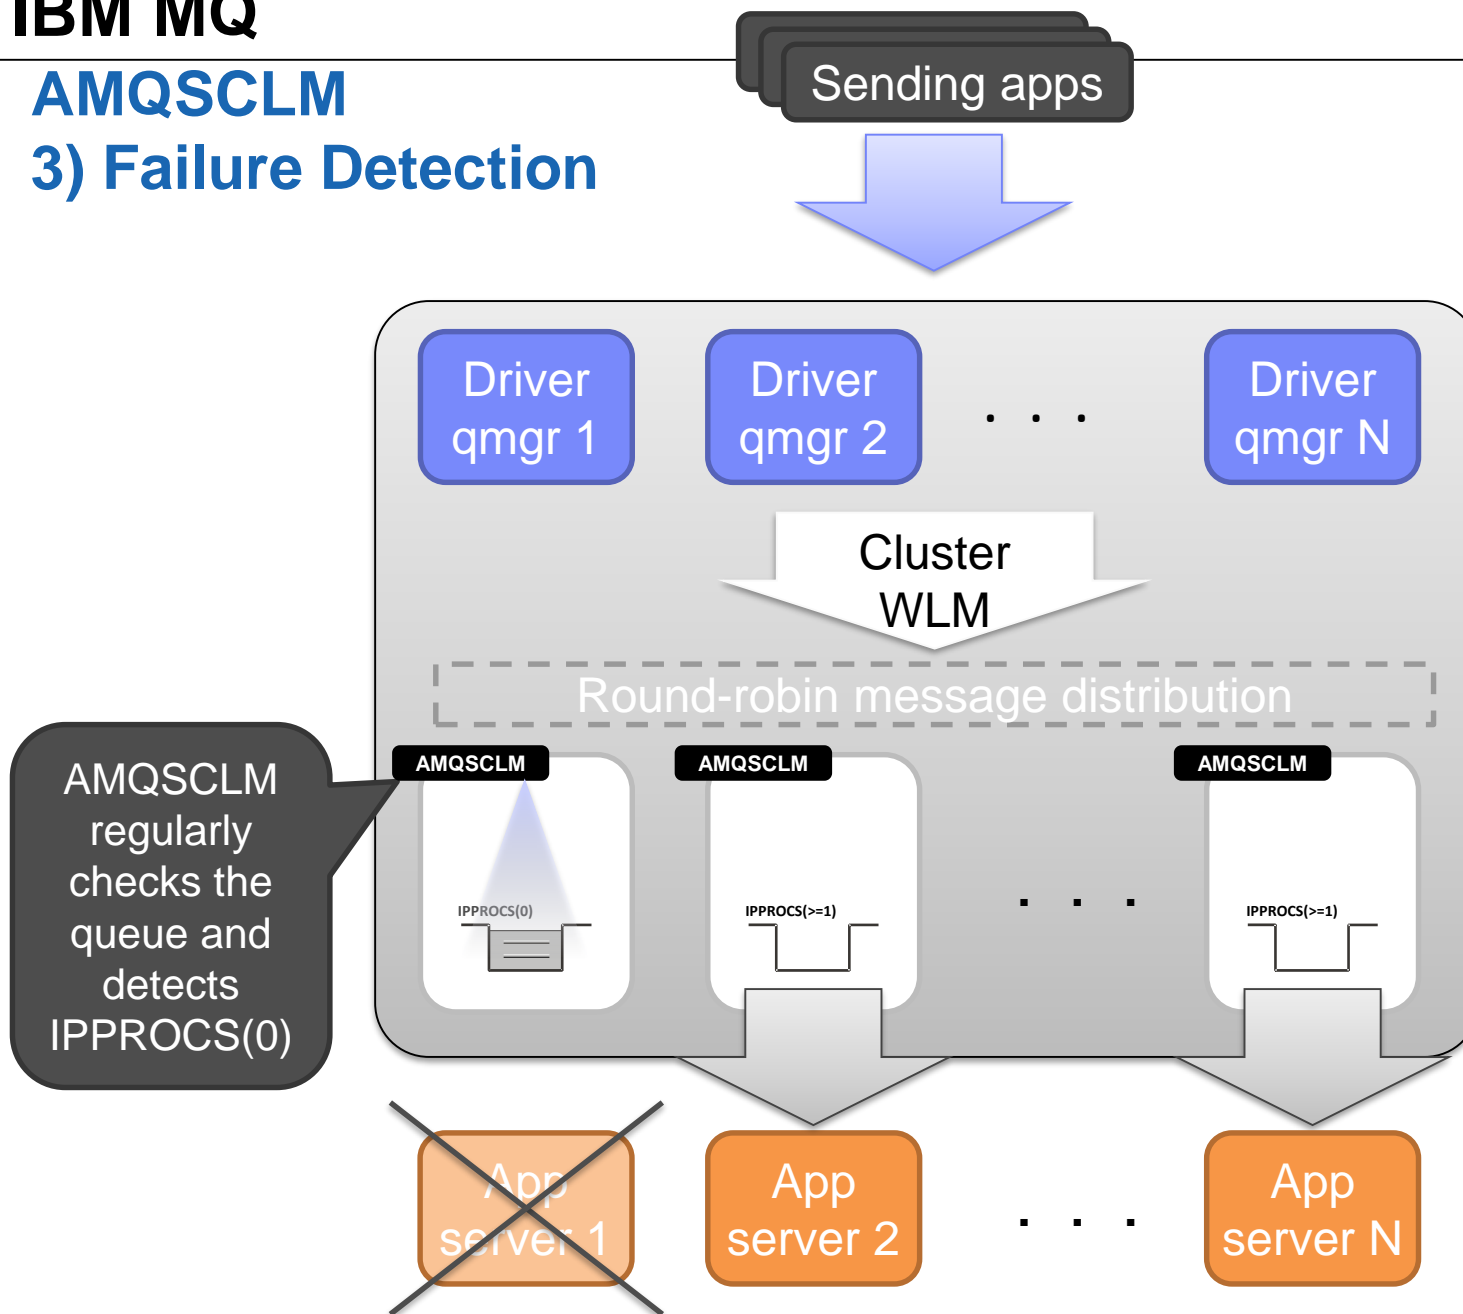 IBM MQ
AMQSCLM
3) Failure Detection
Sending apps
Driver
qmgr 1
Driver
qmgr 2
. . .
Driver
qmgr N
Cluster
WLM
Round-robin message distribution
AMQSCLM
regularly
checks the
queue and
detects
IPPROCS(0)
AMQSCLM
IPPROCS(0)
AMQSCLM
IPPROCS(>=1)
. . .
AMQSCLM
IPPROCS(>=1)
App
server 1
App
server 2
. . .
App
server N